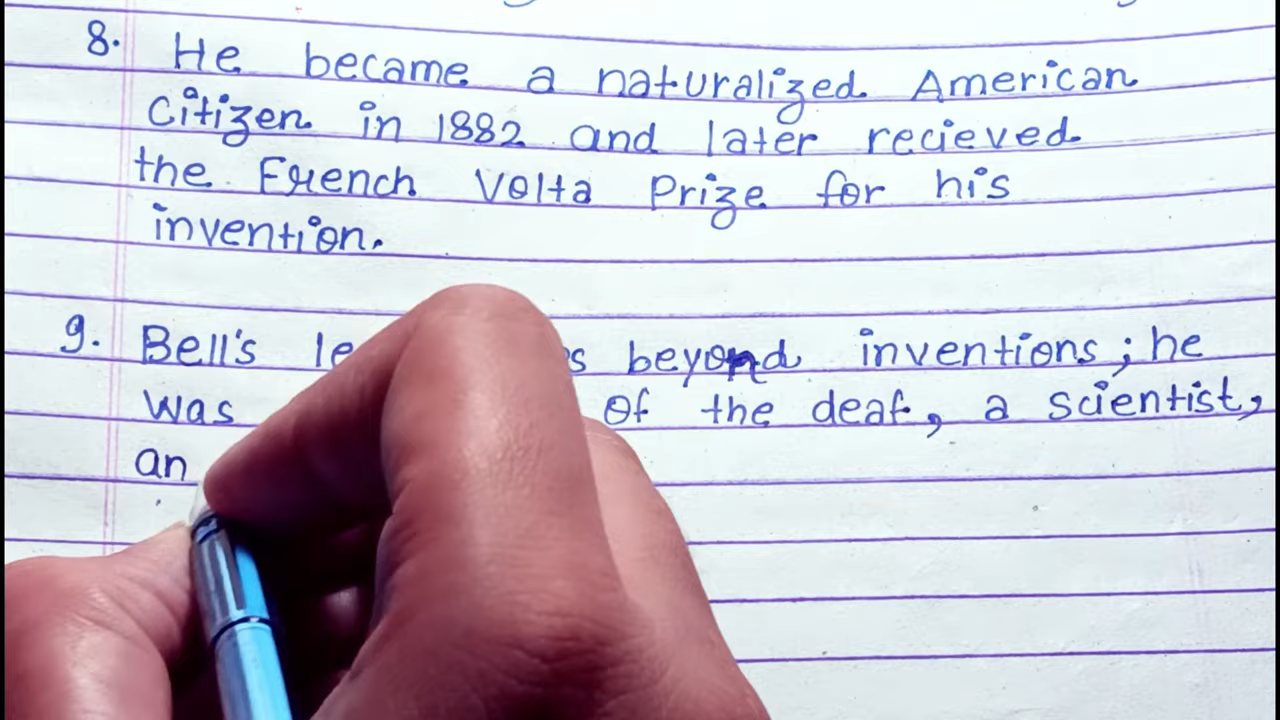 8. He became a naturalized American
Citizen in 1882 and later recieved
the French Volta Prize for his
invention.
9. Bell's beyond inventions; he
was of the deaf, a scientist,
an